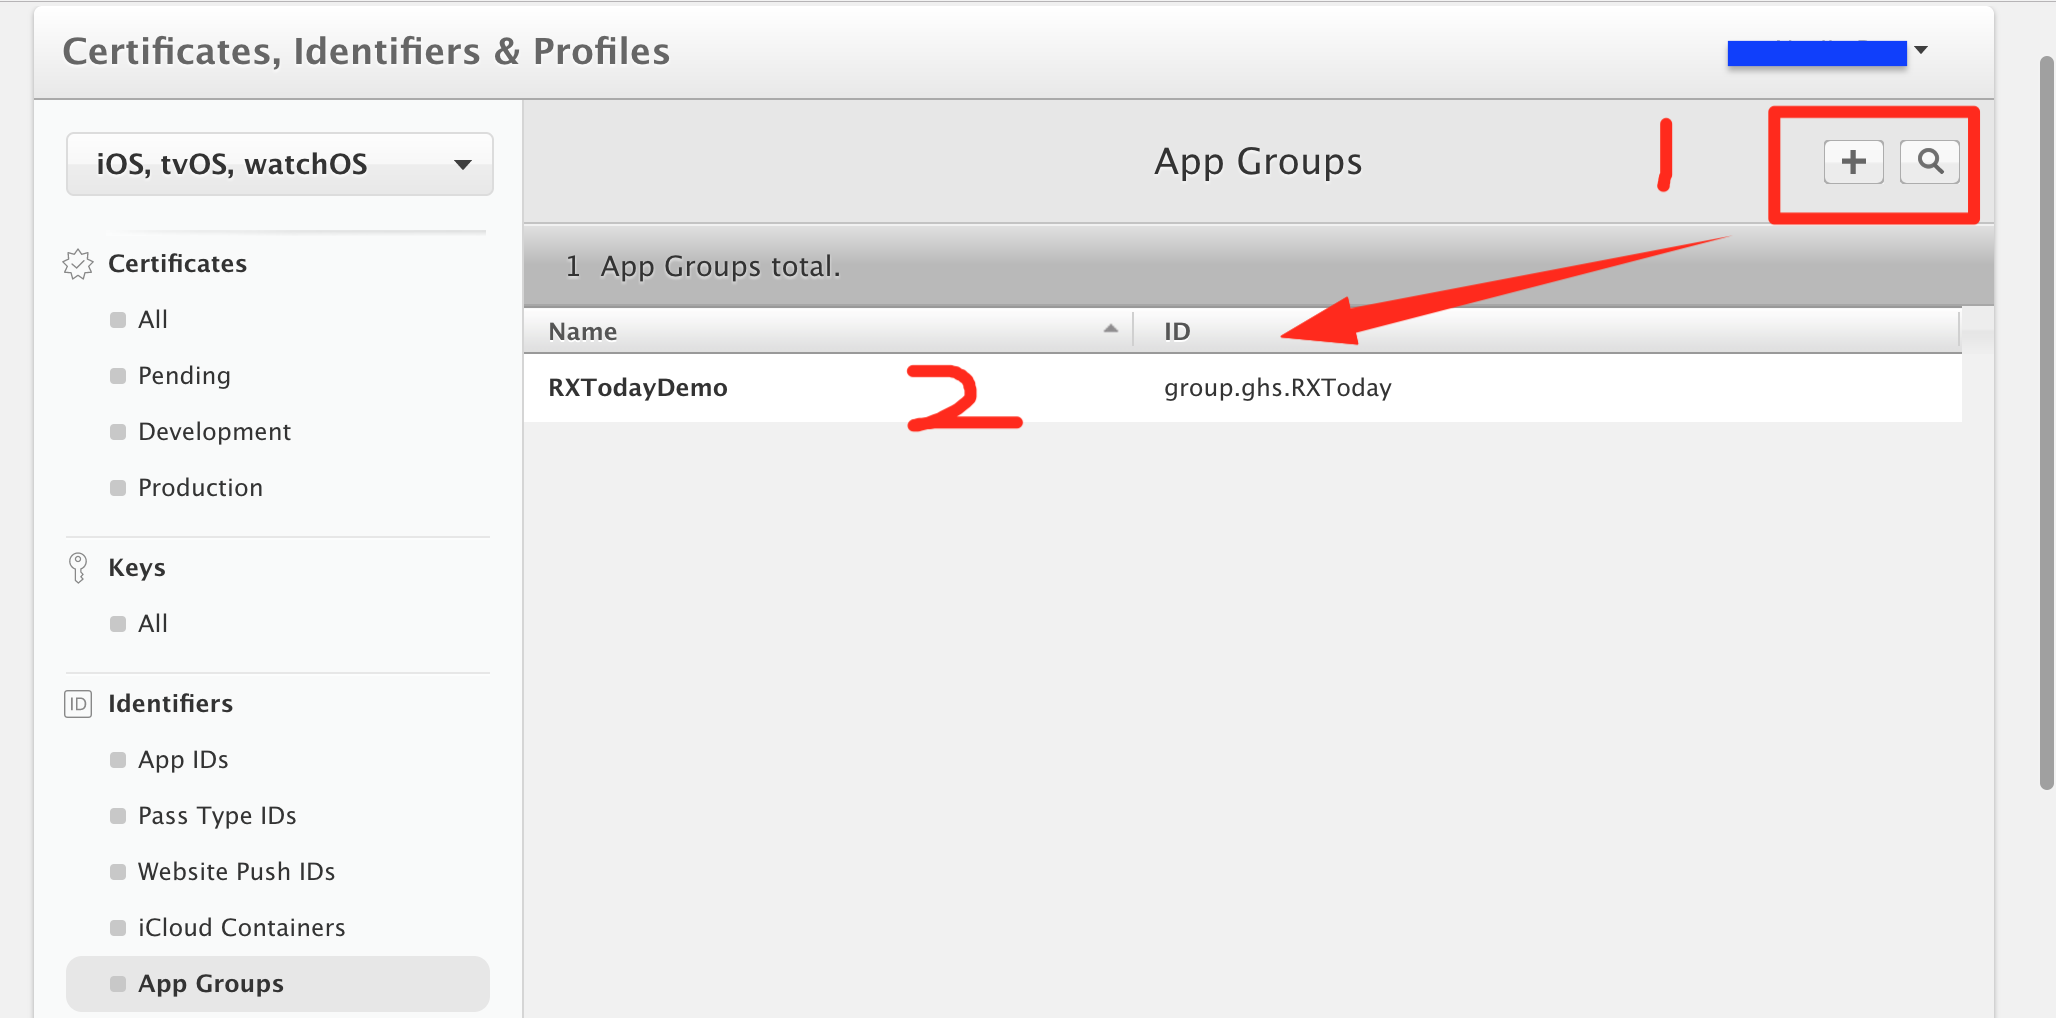 Certificates, Identifiers & Profiles
iOS, tvOS, watchOS
App Groups
1
1 App Groups total.
Name
ID
RXTodayDemo
2
group.ghs.RXToday
Certificates
All
Pending
Development
Production
Keys
All
ID
Identifiers
App IDs
Pass Type IDs
Website Push IDs
iCloud Containers
App Groups